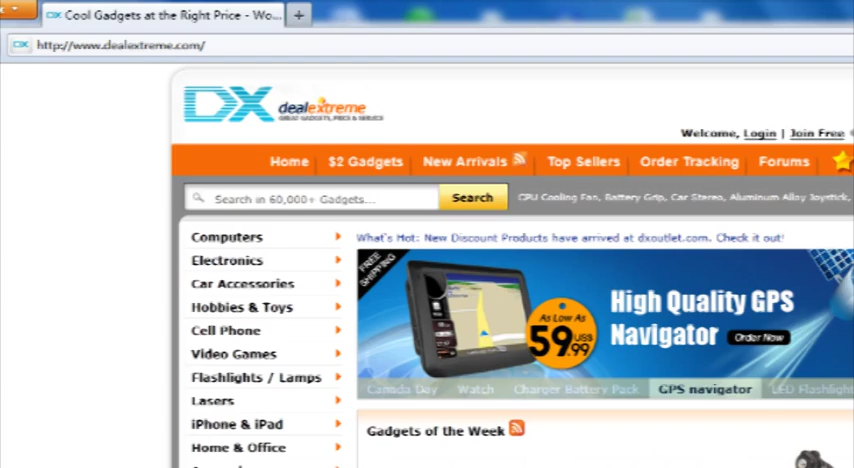 Cool Gadgets at the Right Price - Wo...
http://www.dealextreme.com/
DX dealextreme
GREAT GADGETS, PRICE & SERVICE
Welcome, Login | Join Free
Home | $2 Gadgets | New Arrivals | Top Sellers | Order Tracking | Forums
Search in 60,000+ Gadgets...
Search
CPU Cooling Fan, Battery Grip, Car Stereo, Aluminum Alloy Joystick,
Computers
Electronics
Car Accessories
Hobbies & Toys
Cell Phone
Video Games
Flashlights / Lamps
Lasers
iPhone & iPad
Home & Office
What's Hot: New Discount Products have arrived at dxoutlet.com. Check it out!
FREE SHIPPING
As Low As
59.99 US$
High Quality GPS
Navigator Order Now
Canada Day Watch Charger Battery Pack GPS navigator LED Flashligh
Gadgets of the Week